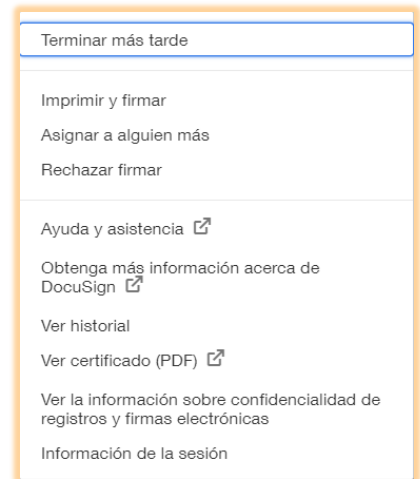 Terminar más tarde
Imprimir y firmar
Asignar a alguien más
Rechazar firmar
Ayuda y asistencia
Obtenga más información acerca de
DocuSign
Ver historial
Ver certificado (PDF)
Ver la información sobre confidencialidad de
registros y firmas electrónicas
Información de la sesión